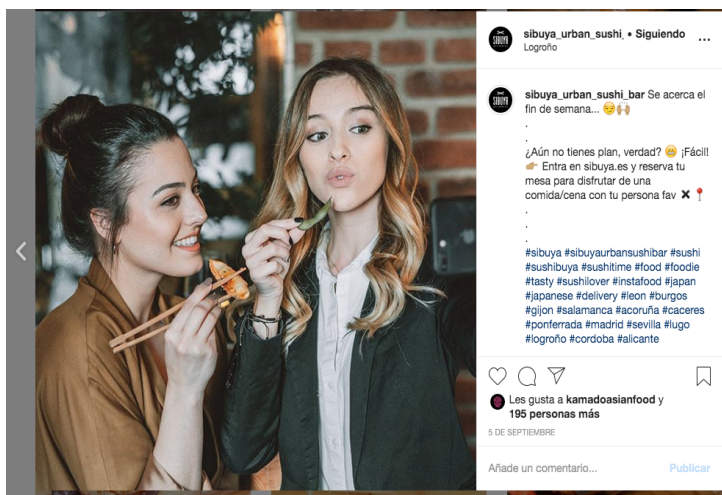 sibuya_urban_sushi_ • Siguiendo
Logroño
sibuya_urban_sushi_bar Se acerca el
fin de semana... 😏🙌🏼
.
.
¿Aún no tienes plan, verdad? 😁 ¡Fácil!
👉🏼 Entra en sibuya.es y reserva tu
mesa para disfrutar de una
comida/cena con tu persona fav ✖️📍
.
.
.
#sibuya #sibuyaurbansushibar #sushi
#sushibuya #sushitime #food #foodie
#tasty #sushilover #instafood #japan
#japanese #delivery #leon #burgos
#gijon #salamanca #acoruña #caceres
#ponferrada #madrid #sevilla #lugo
#logroño #cordoba #alicante
Les gusta a kamadoasianfood y
195 personas más
5 DE SEPTIEMBRE
Añade un comentario...
Publicar